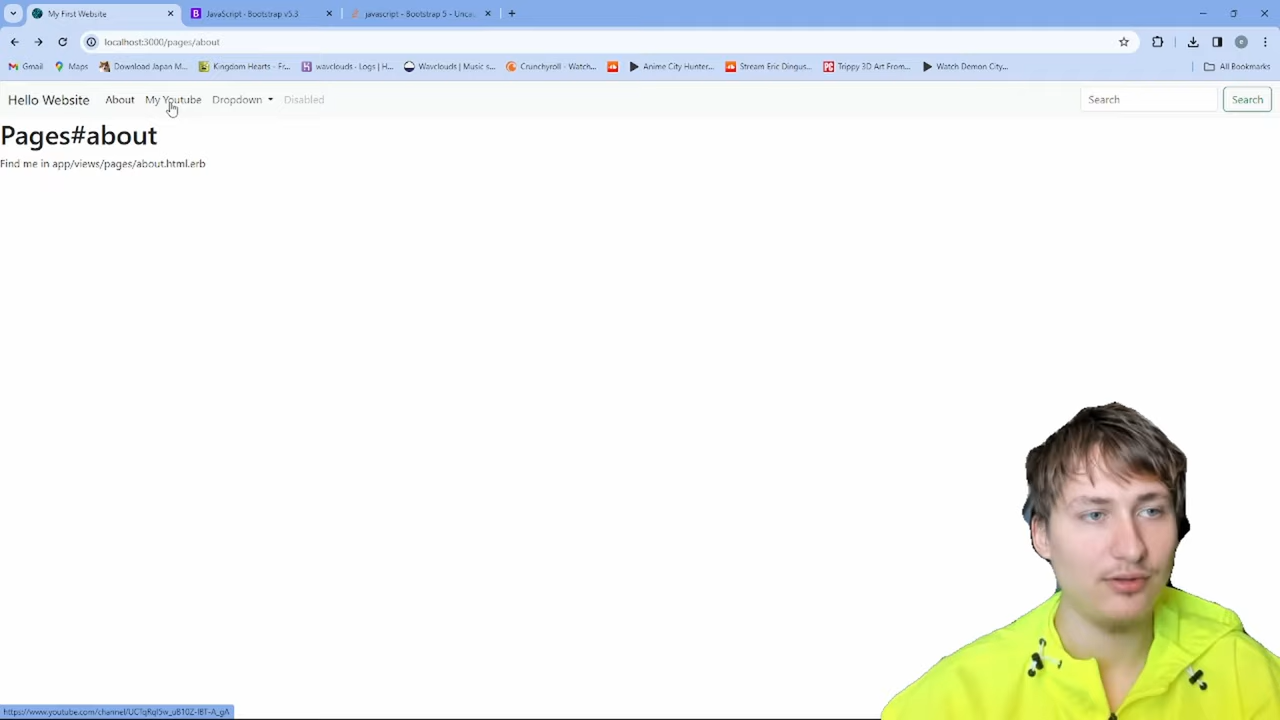 My First Website
JavaScript · Bootstrap v5.3
javascript - Bootstrap 5 - Unca
localhost:3000/pages/about
Gmail
Maps
Download Japan M...
Kingdom Hearts - Fr...
wavclouds - Logs | H...
Wavclouds | Music s...
Crunchyroll - Watch...
Anime City Hunter...
Stream Eric Dingus...
Trippy 3D Art From...
Watch Demon City...
All Bookmarks
Hello Website
About
My Youtube
Dropdown
Disabled
Search
Search
Pages#about
Find me in app/views/pages/about.html.erb